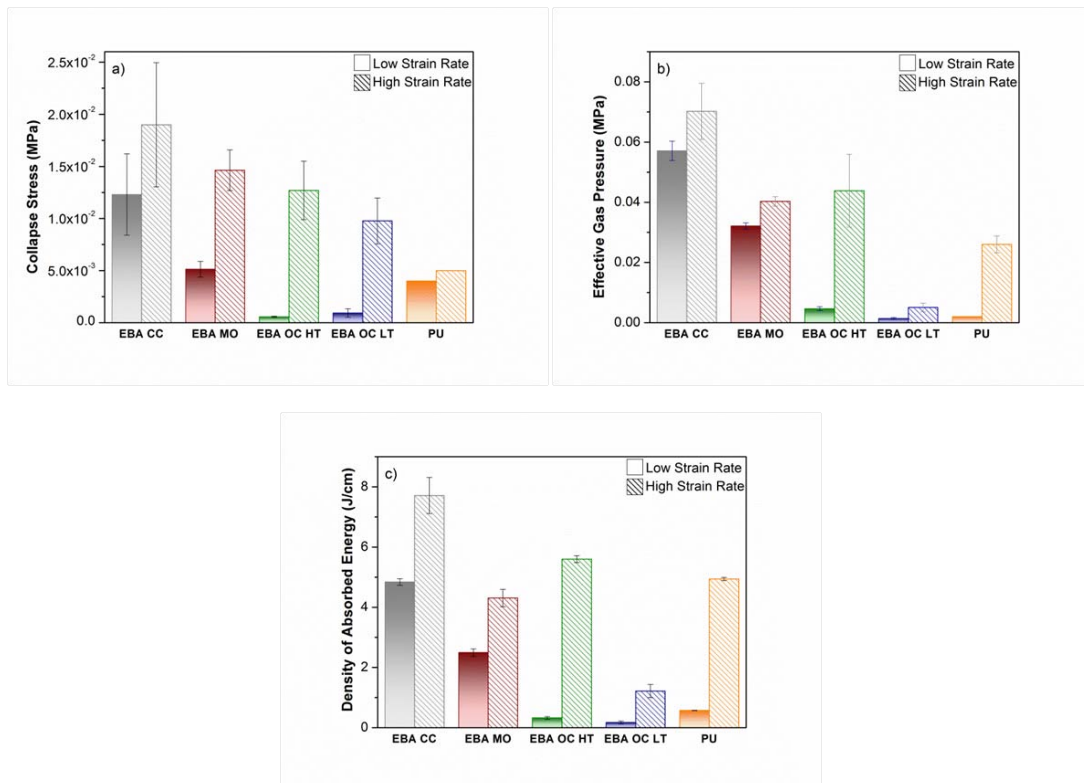 a)
Low Strain Rate
High Strain Rate
Collapse Stress (MPa)
2.5x10⁻²
2.0x10⁻²
1.5x10⁻²
1.0x10⁻²
5.0x10⁻³
0.0
EBA CC EBA MO EBA OC HT EBA OC LT PU
b)
Low Strain Rate
High Strain Rate
Effective Gas Pressure (MPa)
0.08
0.06
0.04
0.02
0.00
EBA CC EBA MO EBA OC HT EBA OC LT PU
c)
Low Strain Rate
High Strain Rate
Density of Absorbed Energy (J/cm)
8
6
4
2
0
EBA CC EBA MO EBA OC HT EBA OC LT PU